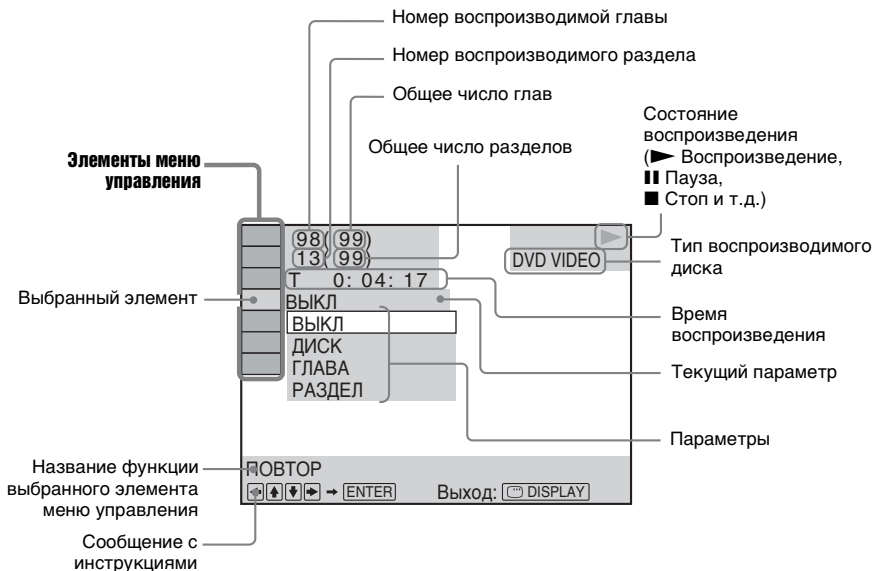 Номер воспроизводимой главы
Номер воспроизводимого раздела
Общее число глав
Общее число разделов
Состояние
воспроизведения
(► Воспроизведение,
❚❚ Пауза,
■ Стоп и т.д.)
Элементы меню
управления
98( 99)
13( 99)
DVD VIDEO
Тип воспроизводимого
диска
T 0: 04: 17
Выбранный элемент
ВЫКЛ
ВЫКЛ
ДИСК
ГЛАВА
РАЗДЕЛ
Время
воспроизведения
Текущий параметр
Параметры
Название функции
выбранного элемента
меню управления
ПОВТОР
Выход: DISPLAY
ENTER
Сообщение с
инструкциями